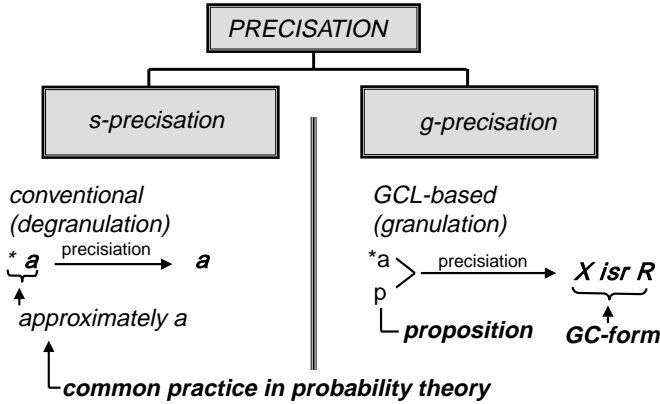 PRECISATION
s-precisation
g-precisation
conventional
(degranulation)
* a precisiation a
approximately a
common practice in probability theory
GCL-based
(granulation)
*a
p
precisiation
X isr R
proposition
GC-form